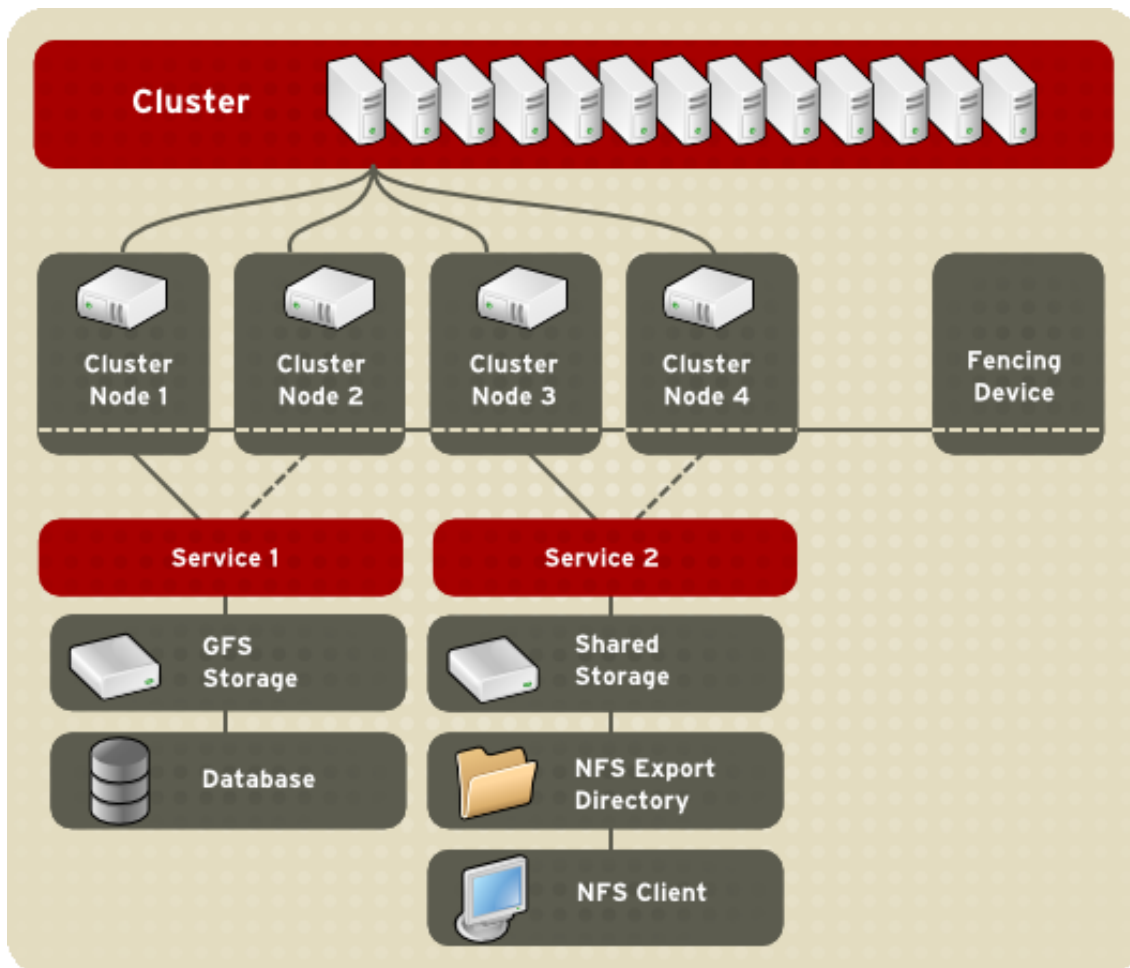 Cluster
Cluster
Node 1
Cluster
Node 2
Cluster
Node 3
Cluster
Node 4
Fencing
Device
Service 1
Service 2
GFS
Storage
Shared
Storage
Database
NFS Export
Directory
NFS Client